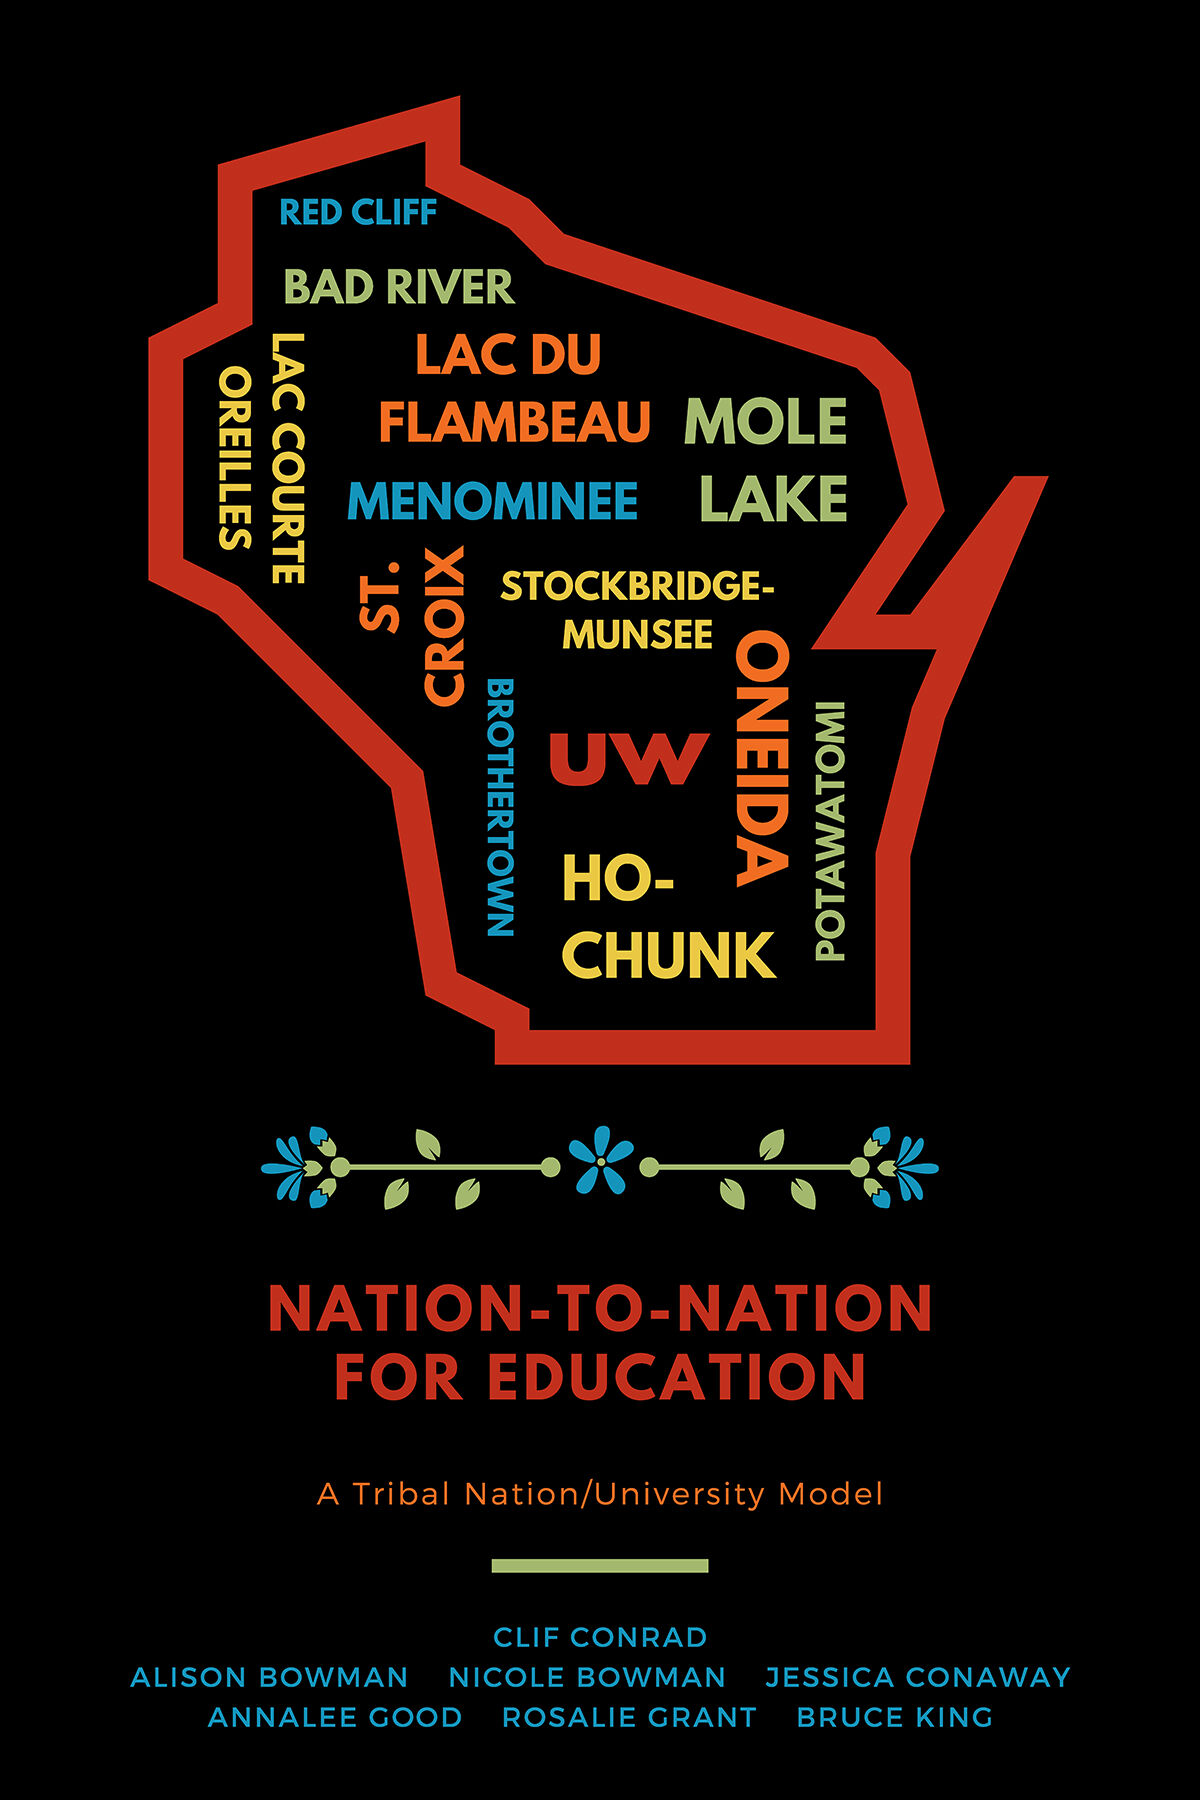 RED CLIFF
BAD RIVER
LAC COURTE
OREILLES
LAC DU
FLAMBEAU
MOLE
LAKE
MENOMINEE
ST.
CROIX
STOCKBRIDGE-
MUNSEE
BROTHERTOWN
UW
ONEIDA
POTAWATOMI
HO-
CHUNK
NATION-TO-NATION
FOR EDUCATION
A Tribal Nation/University Model
CLIF CONRAD
ALISON BOWMAN NICOLE BOWMAN JESSICA CONAWAY
ANNALEE GOOD ROSALIE GRANT BRUCE KING